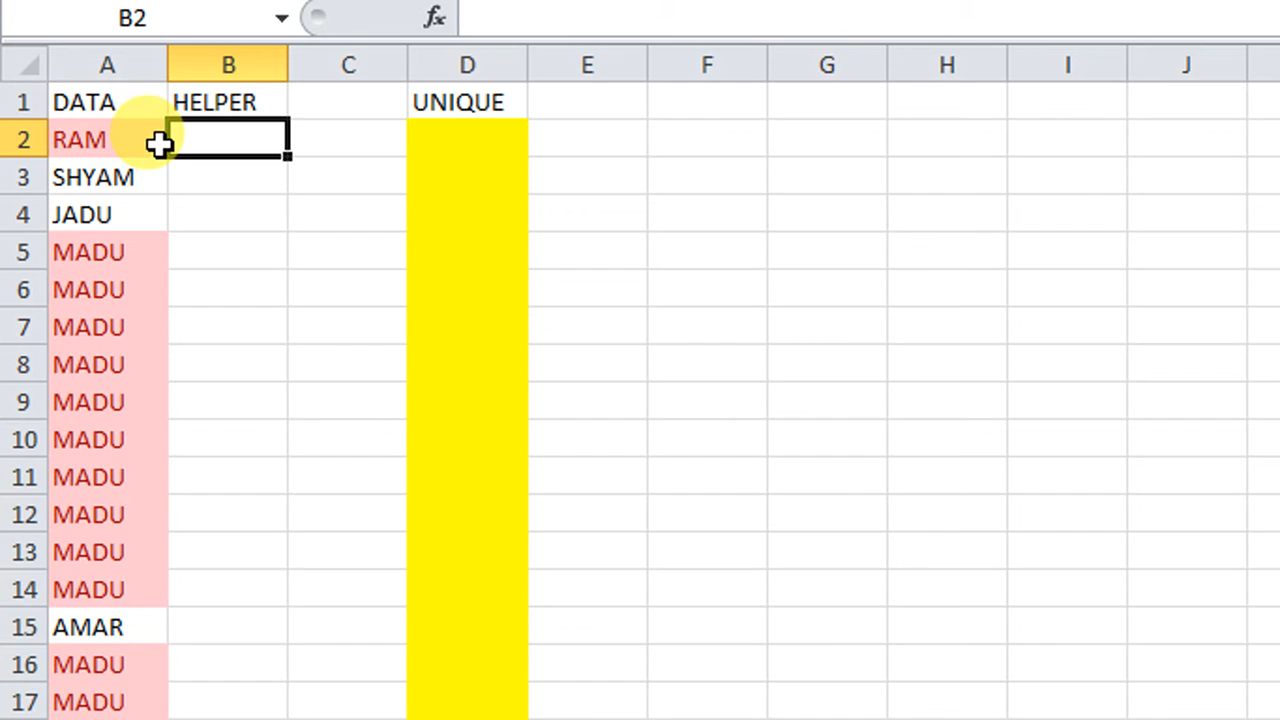 B2 fx
A B C D E F G H I J
1 DATA HELPER UNIQUE
2 RAM
3 SHYAM
4 JADU
5 MADU
6 MADU
7 MADU
8 MADU
9 MADU
10 MADU
11 MADU
12 MADU
13 MADU
14 MADU
15 AMAR
16 MADU
17 MADU